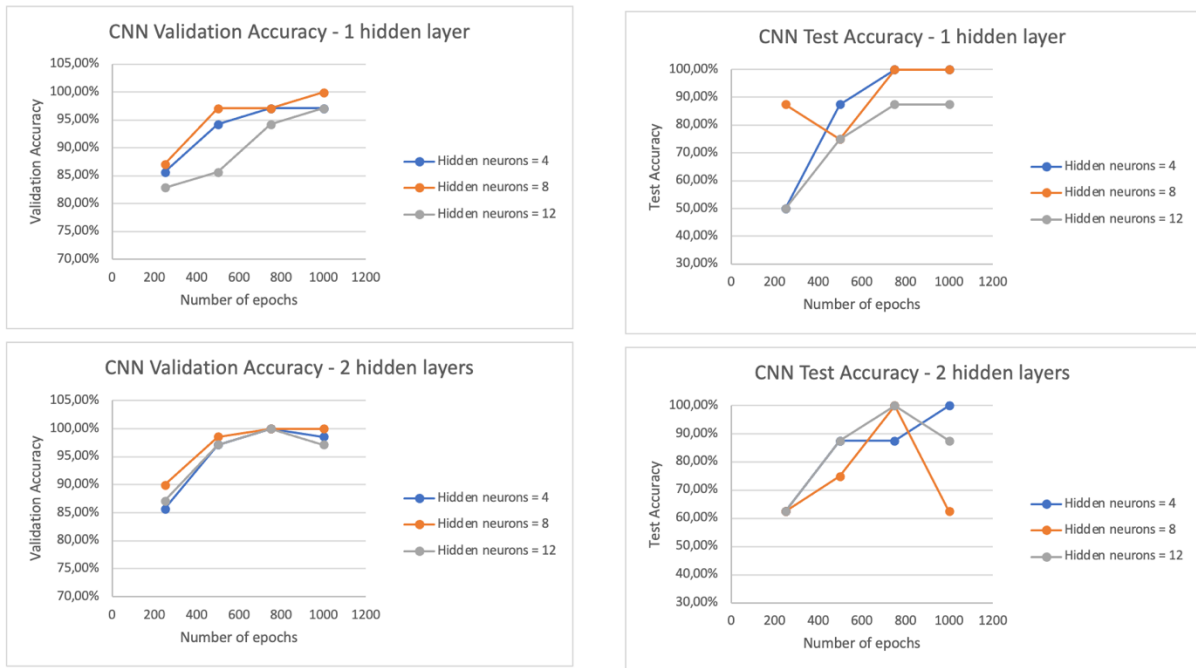 CNN Validation Accuracy - 1 hidden layer
105,00%
100,00%
95,00%
90,00%
85,00%
80,00%
75,00%
70,00%
Validation Accuracy
0 200 400 600 800 1000 1200
Number of epochs
Hidden neurons = 4
Hidden neurons = 8
Hidden neurons = 12
CNN Test Accuracy - 1 hidden layer
100,00%
90,00%
80,00%
70,00%
60,00%
50,00%
40,00%
30,00%
Test Accuracy
0 200 400 600 800 1000 1200
Number of epochs
Hidden neurons = 4
Hidden neurons = 8
Hidden neurons = 12
CNN Validation Accuracy - 2 hidden layers
105,00%
100,00%
95,00%
90,00%
85,00%
80,00%
75,00%
70,00%
Validation Accuracy
0 200 400 600 800 1000 1200
Number of epochs
Hidden neurons = 4
Hidden neurons = 8
Hidden neurons = 12
CNN Test Accuracy - 2 hidden layers
100,00%
90,00%
80,00%
70,00%
60,00%
50,00%
40,00%
30,00%
Test Accuracy
0 200 400 600 800 1000 1200
Number of epochs
Hidden neurons = 4
Hidden neurons = 8
Hidden neurons = 12